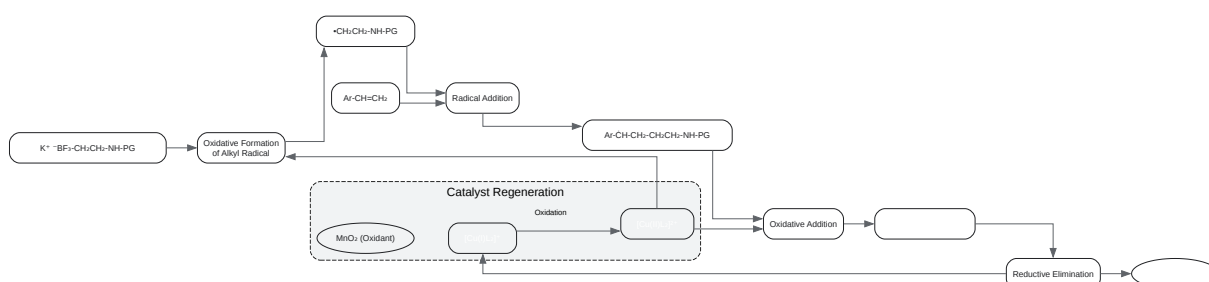 •CH₂CH₂-NH-PG
Ar-CH=CH₂
Radical Addition
K⁺ ⁻BF₃-CH₂CH₂-NH-PG
Oxidative Formation
of Alkyl Radical
Ar-ĊH-CH₂-CH₂CH₂-NH-PG
Catalyst Regeneration
Oxidation
MnO₂ (Oxidant)
Oxidative Addition
Reductive Elimination